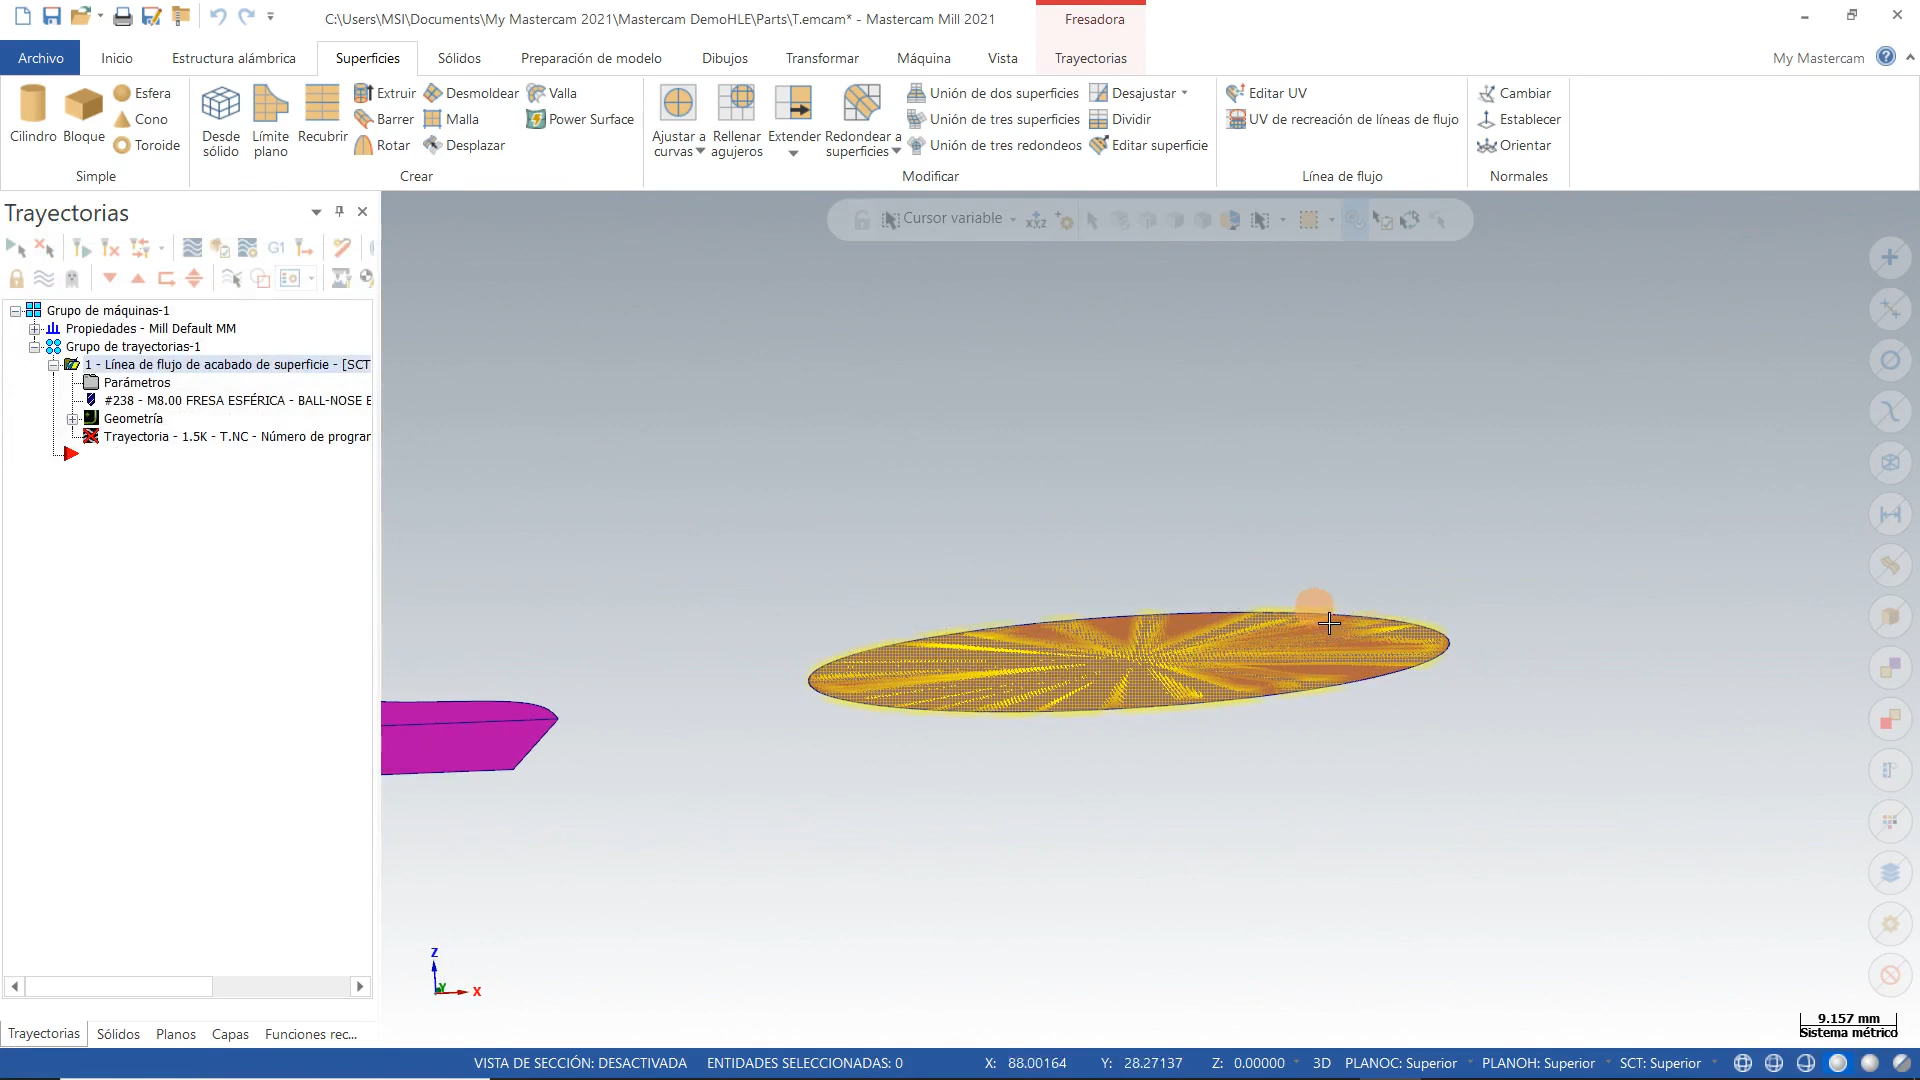 C:\Users\MSI\Documents\My Mastercam 2021\Mastercam DemoHLE\Parts\T.emcam* - Mastercam Mill 2021
Fresadora
Archivo
Inicio
Estructura alámbrica
Superficies
Sólidos
Preparación de modelo
Dibujos
Transformar
Máquina
Vista
Trayectorias
My Mastercam
Cilindro
Bloque
Esfera
Cono
Toroide
Simple
Desde sólido
Límite plano
Recubrir
Extruir
Barrer
Rotar
Desmoldear
Malla
Desplazar
Valla
Power Surface
Crear
Ajustar a curvas
Rellenar agujeros
Extender
Redondear a superficies
Unión de dos superficies
Unión de tres superficies
Unión de tres redondeos
Desajustar
Dividir
Editar superficie
Modificar
Editar UV
UV de recreación de líneas de flujo
Línea de flujo
Cambiar
Establecer
Orientar
Normales
Trayectorias
Cursor variable
XYZ
G1
Grupo de máquinas-1
Propiedades - Mill Default MM
Grupo de trayectorias-1
1 - Línea de flujo de acabado de superficie - [SCT
Parámetros
#238 - M8.00 FRESA ESFÉRICA - BALL-NOSE E
Geometría
Trayectoria - 1.5K - T.NC - Número de prograr
Z
Y
X
9.157 mm
Sistema métrico
Trayectorias
Sólidos
Planos
Capas
Funciones rec...
VISTA DE SECCIÓN: DESACTIVADA
ENTIDADES SELECCIONADAS: 0
X: 88.00164
Y: 28.27137
Z: 0.00000
3D
PLANOC: Superior
PLANOH: Superior
SCT: Superior